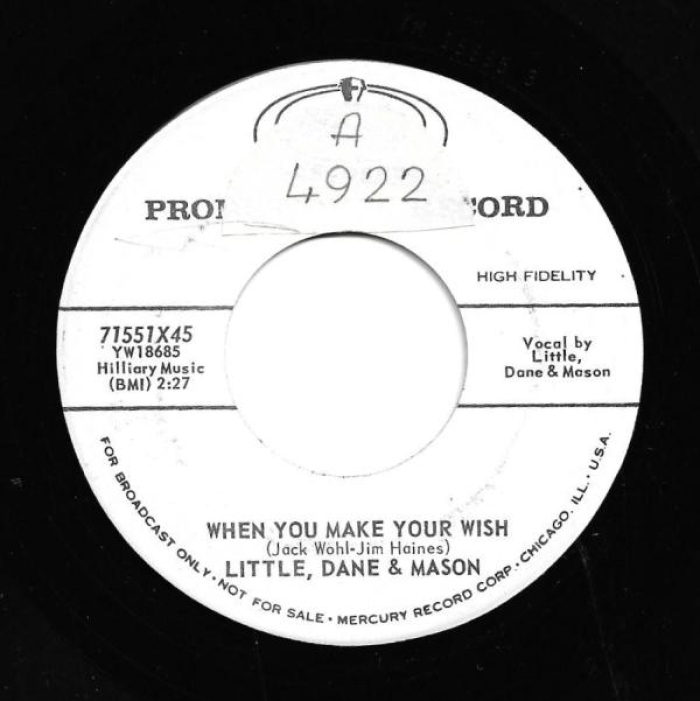 A
4922
PRO ORD
HIGH FIDELITY
71551X45
YW18685
Hilliary Music
(BMI) 2:27
Vocal by
Little,
Dane & Mason
WHEN YOU MAKE YOUR WISH
(Jack Wohl-Jim Haines)
LITTLE, DANE & MASON
FOR BROADCAST ONLY • NOT FOR SALE • MERCURY RECORD CORP. • CHICAGO, ILL. • U.S.A.